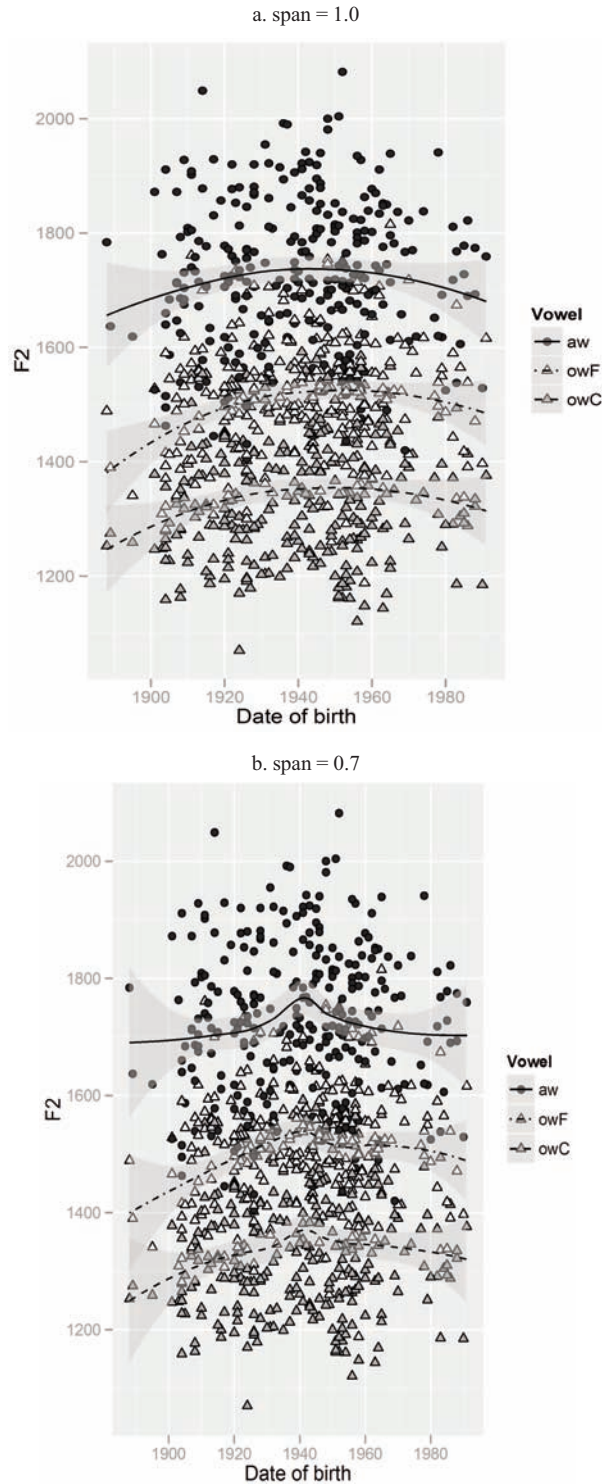 a. span = 1.0
2000
1800
1600
1400
1200
F2
1900 1920 1940 1960 1980
Date of birth
Vowel
aw
owF
owC
b. span = 0.7
2000
1800
1600
1400
1200
F2
1900 1920 1940 1960 1980
Date of birth
Vowel
aw
owF
owC